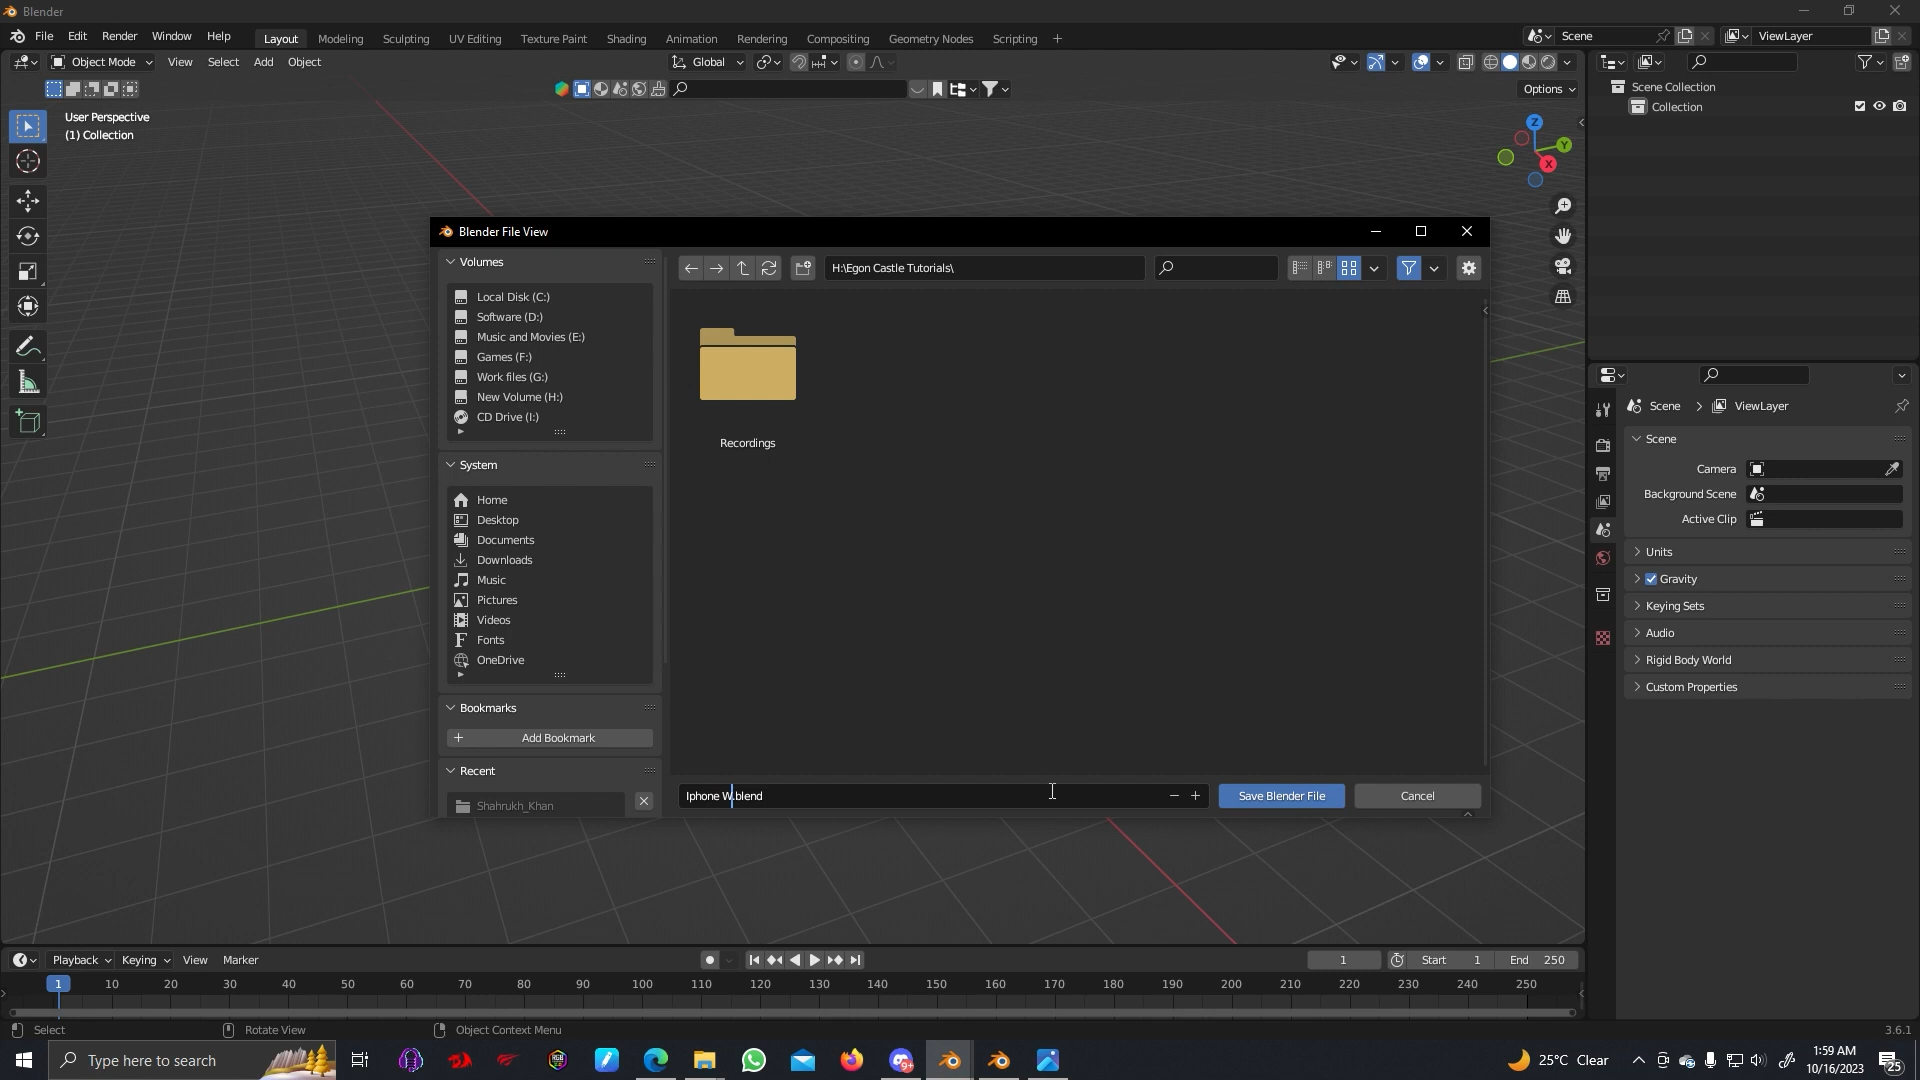 Blender
File Edit Render Window Help Layout Modeling Sculpting UV Editing Texture Paint Shading Animation Rendering Compositing Geometry Nodes Scripting + Scene ViewLayer
Object Mode View Select Add Object Global
Options
User Perspective
(1) Collection
Z
Y
X
Scene Collection
Collection
Blender File View
Volumes
Local Disk (C:)
Software (D:)
Music and Movies (E:)
Games (F:)
Work files (G:)
New Volume (H:)
CD Drive (I:)
System
Home
Desktop
Documents
Downloads
Music
Pictures
Videos
Fonts
OneDrive
Bookmarks
Add Bookmark
Recent
Shahrukh_Khan
H:\Egon Castle Tutorials\
Recordings
Iphone W.blend
Save Blender File
Cancel
Scene ViewLayer
Scene
Camera
Background Scene
Active Clip
Units
Gravity
Keying Sets
Audio
Rigid Body World
Custom Properties
Playback Keying View Marker 1 Start 1 End 250
1 10 20 30 40 50 60 70 80 90 100 110 120 130 140 150 160 170 180 190 200 210 220 230 240 250
Select Rotate View Object Context Menu 3.6.1
Type here to search
9+
25°C Clear
1:59 AM
10/16/2023
25